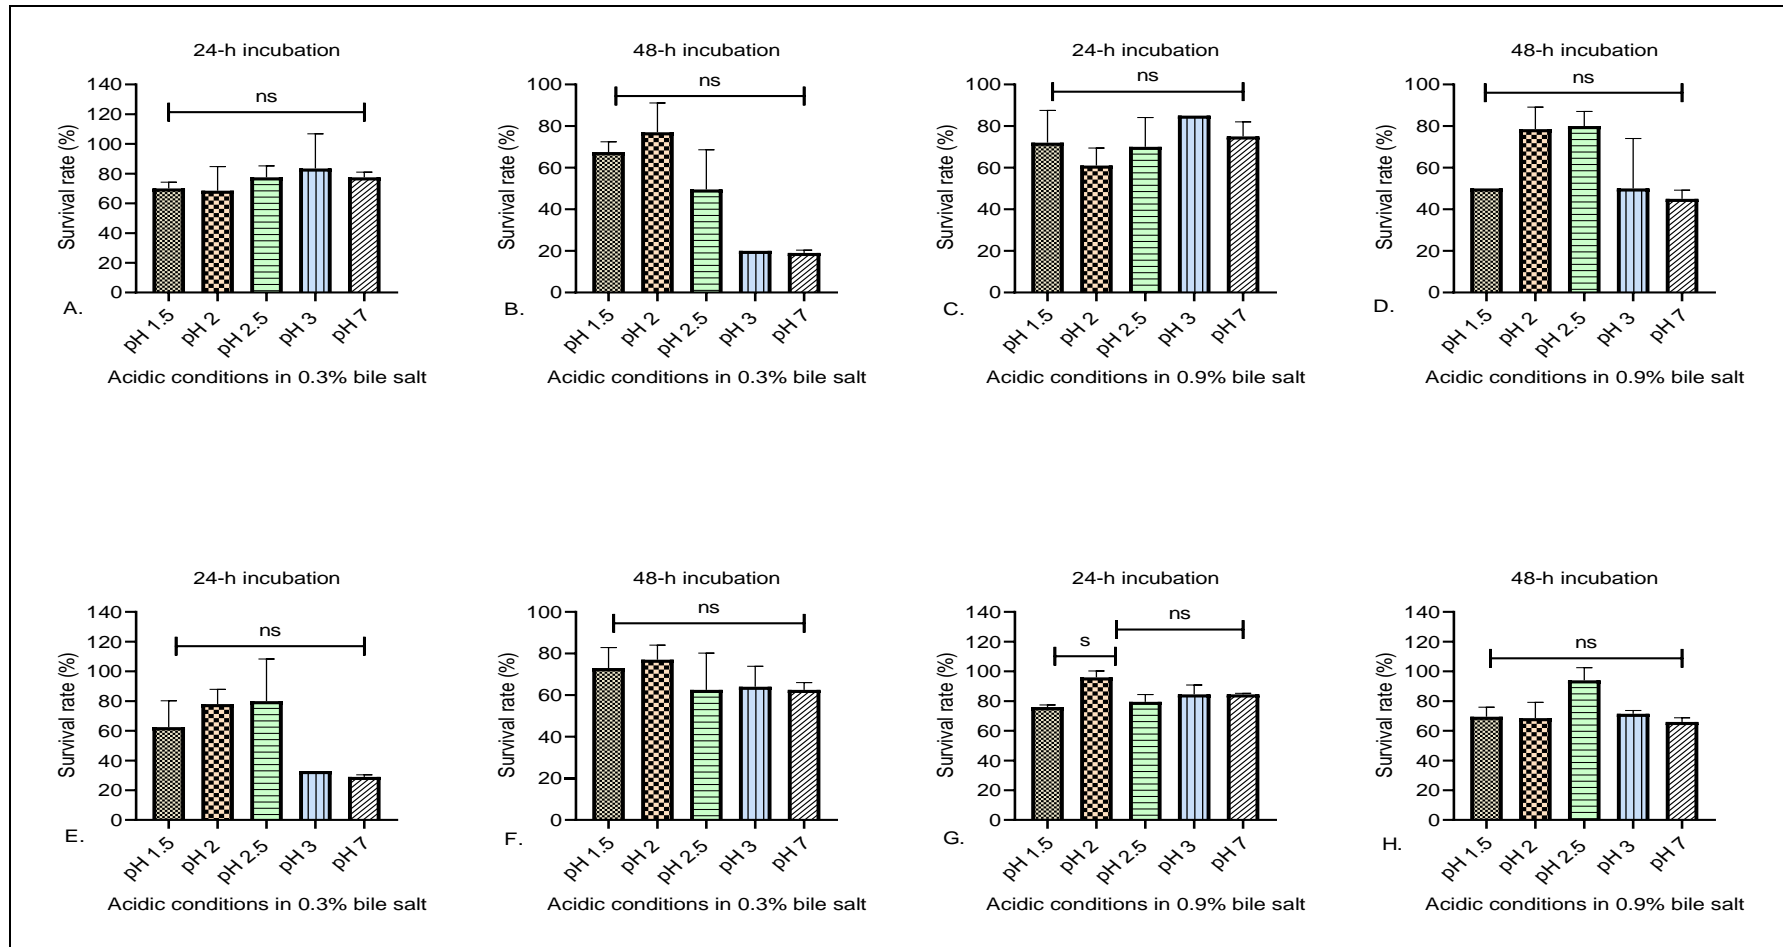 24-h incubation
140
120
100
80
60
40
20
0
Survival rate (%)
ns
A.
pH 1.5
pH 2
pH 2.5
pH 3
pH 7
Acidic conditions in 0.3% bile salt
48-h incubation
100
80
60
40
20
0
Survival rate (%)
ns
B.
pH 1.5
pH 2
pH 2.5
pH 3
pH 7
Acidic conditions in 0.3% bile salt
24-h incubation
100
80
60
40
20
0
Survival rate (%)
ns
C.
pH 1.5
pH 2
pH 2.5
pH 3
pH 7
Acidic conditions in 0.9% bile salt
48-h incubation
100
80
60
40
20
0
Survival rate (%)
ns
D.
pH 1.5
pH 2
pH 2.5
pH 3
pH 7
Acidic conditions in 0.9% bile salt
24-h incubation
140
120
100
80
60
40
20
0
Survival rate (%)
ns
E.
pH 1.5
pH 2
pH 2.5
pH 3
pH 7
Acidic conditions in 0.3% bile salt
48-h incubation
100
80
60
40
20
0
Survival rate (%)
ns
F.
pH 1.5
pH 2
pH 2.5
pH 3
pH 7
Acidic conditions in 0.3% bile salt
24-h incubation
140
120
100
80
60
40
20
0
Survival rate (%)
s
ns
G.
pH 1.5
pH 2
pH 2.5
pH 3
pH 7
Acidic conditions in 0.9% bile salt
48-h incubation
140
120
100
80
60
40
20
0
Survival rate (%)
ns
H.
pH 1.5
pH 2
pH 2.5
pH 3
pH 7
Acidic conditions in 0.9% bile salt